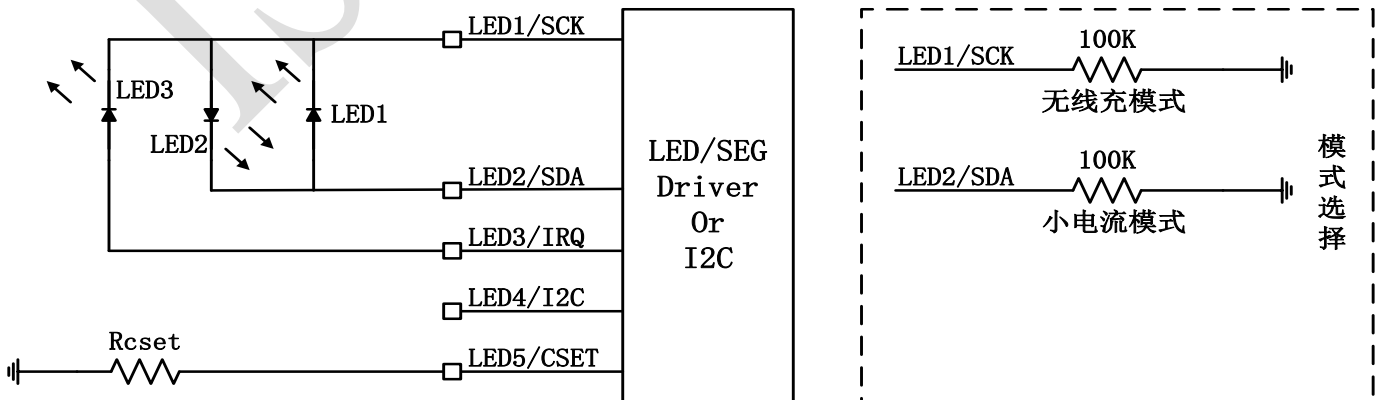 LED1/SCK
LED3
LED2
LED1
LED2/SDA
LED3/IRQ
LED4/I2C
Rcset
LED5/CSET
LED/SEG
Driver
Or
I2C
LED1/SCK
100K
无线充模式
LED2/SDA
100K
小电流模式
模式选择